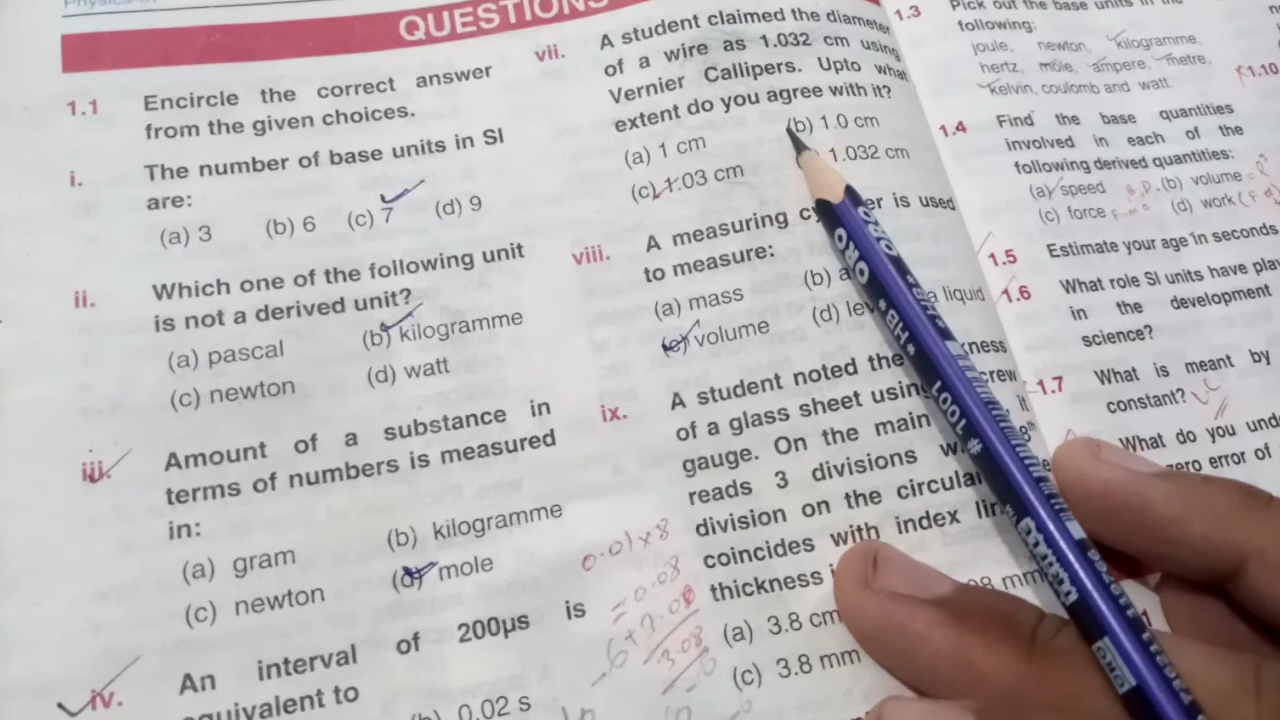 QUESTIONS
1.1 Encircle the correct answer
from the given choices.
i. The number of base units in SI
are:
(a) 3 (b) 6 (c) 7 (d) 9
ii. Which one of the following unit
is not a derived unit?
(a) pascal (b) kilogramme
(c) newton (d) watt
iii. Amount of a substance in
terms of numbers is measured
in:
(a) gram (b) kilogramme
(c) newton (d) mole
iv. An interval of 200μs is
equivalent to
0.02 s
vii. A student claimed the diameter
of a wire as 1.032 cm using
Vernier Callipers. Upto what
extent do you agree with it?
(a) 1 cm (b) 1.0 cm
(c) 1.03 cm 1.032 cm
viii. A measuring is used
to measure:
(a) mass (b)
(c) volume (d) a liquid
ix. A student noted the
of a glass sheet using
gauge. On the main
reads 3 divisions
division on the circular
coincides with index
thickness
(a) 3.8 cm
(c) 3.8 mm
0.01×8
=0.08
3.08
1.3 Pick out the base units in the
following:
joule, newton, kilogramme,
hertz, mole, ampere, metre,
kelvin, coulomb and watt.
1.4 Find the base quantities
involved in each of the
following derived quantities:
(a) speed (b) volume
(c) force (d) work
1.5 Estimate your age in seconds
1.6 What role SI units have
in the development
science?
1.7 What is meant by
constant?
What do you
zero error of
1.10
ORO
ORO
*HB*
# 1001